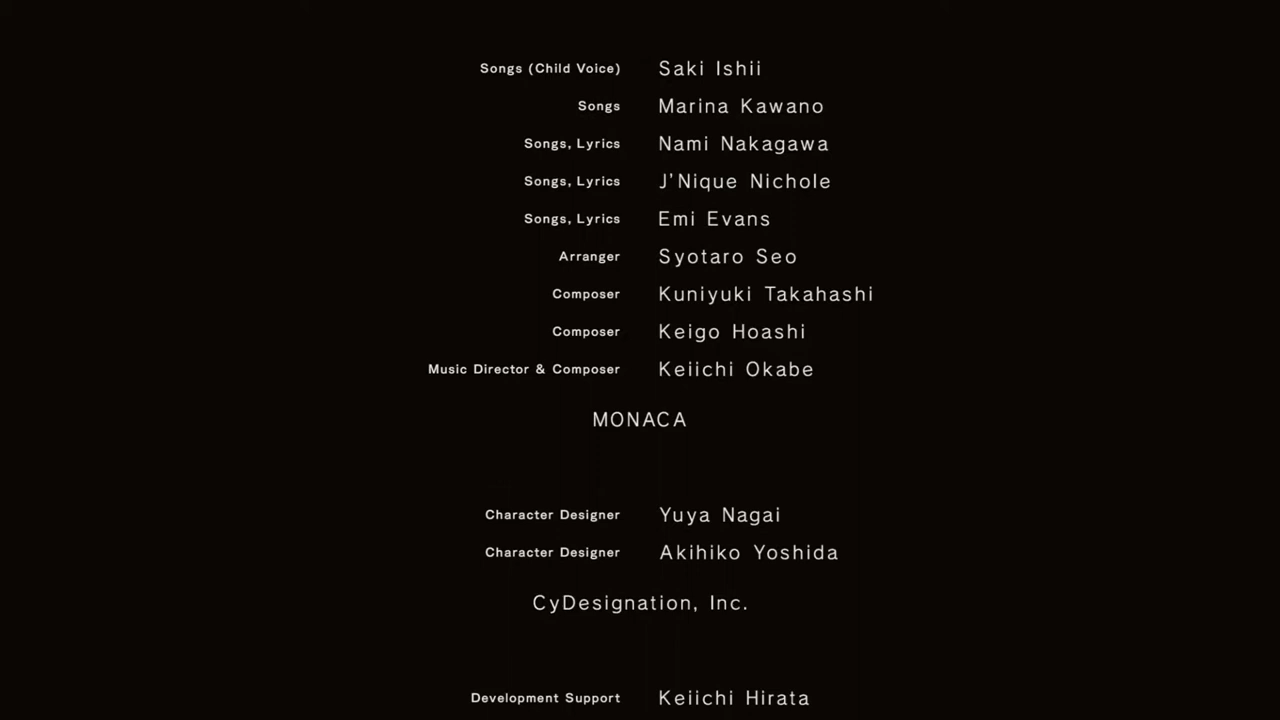 Songs (Child Voice) Saki Ishii
Songs Marina Kawano
Songs, Lyrics Nami Nakagawa
Songs, Lyrics J'Nique Nichole
Songs, Lyrics Emi Evans
Arranger Syotaro Seo
Composer Kuniyuki Takahashi
Composer Keigo Hoashi
Music Director & Composer Keiichi Okabe
MONACA
Character Designer Yuya Nagai
Character Designer Akihiko Yoshida
CyDesignation, Inc.
Development Support Keiichi Hirata